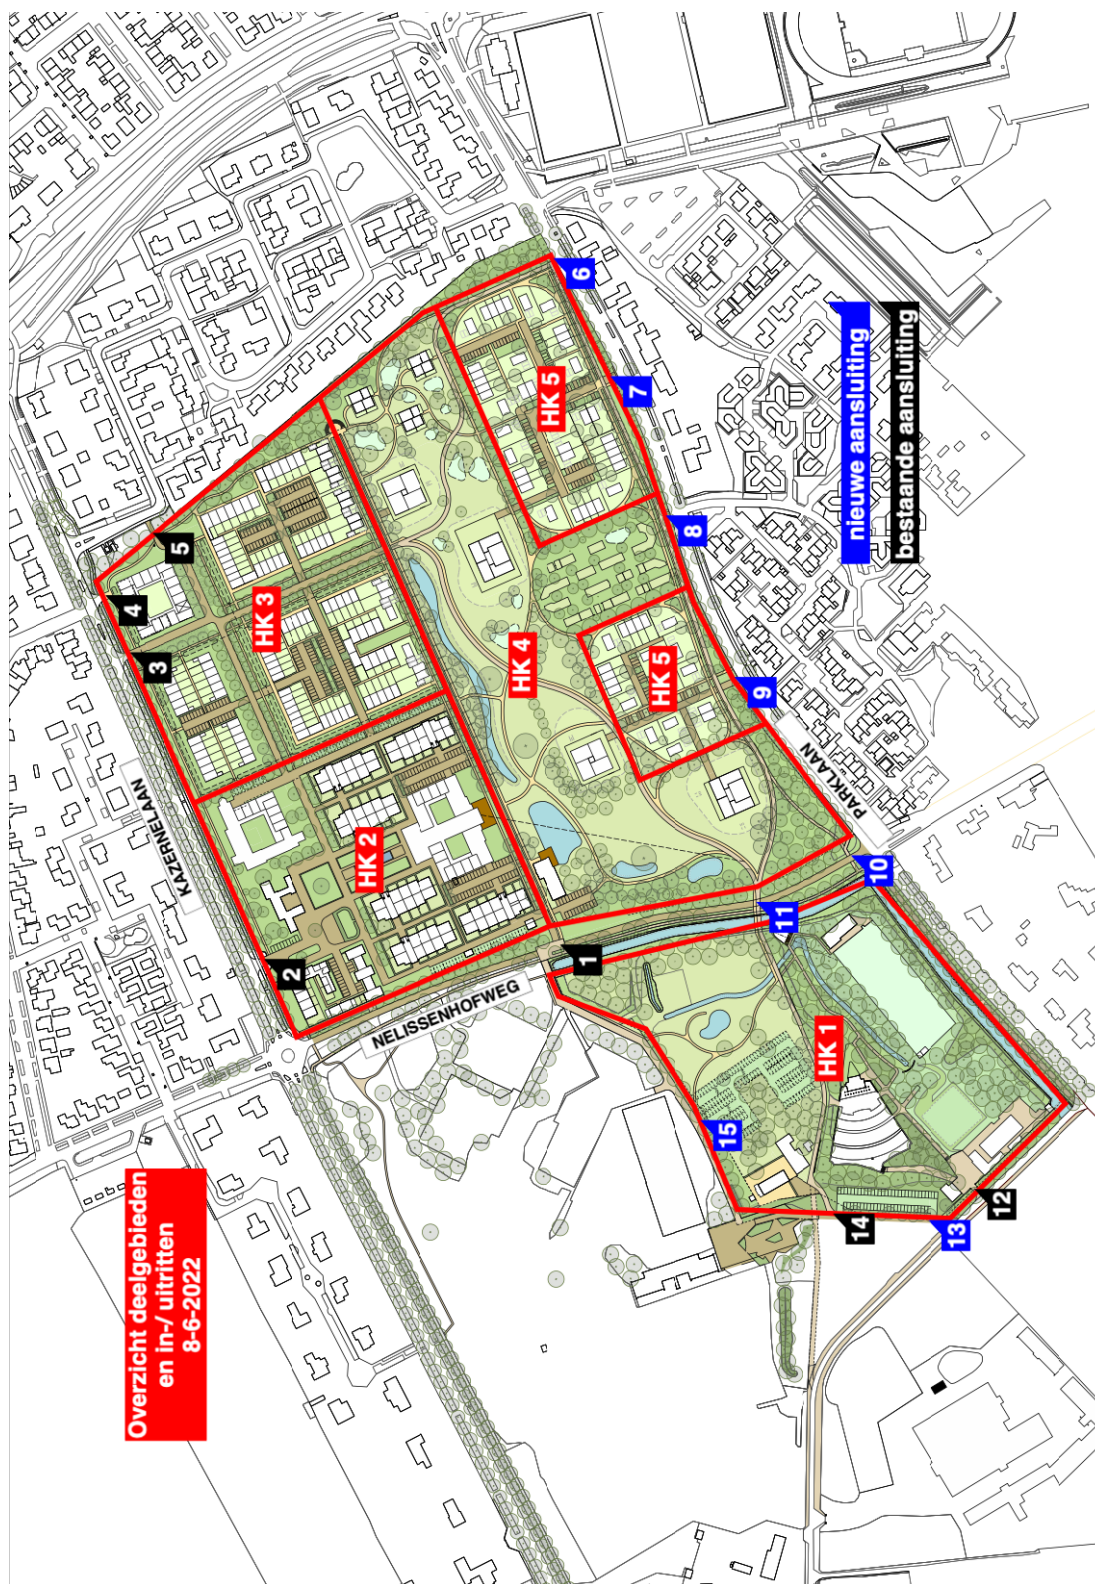 Overzicht deelgebieden
en in-/ uitritten
8-6-2022
nieuwe aansluiting
bestaande aansluiting
KAZERNELAAN
NELISSENHOFWEG
PARKLAAN
HK 1
HK 2
HK 3
HK 4
HK 5
HK 5
1
2
3
4
5
6
7
8
9
10
11
12
13
14
15